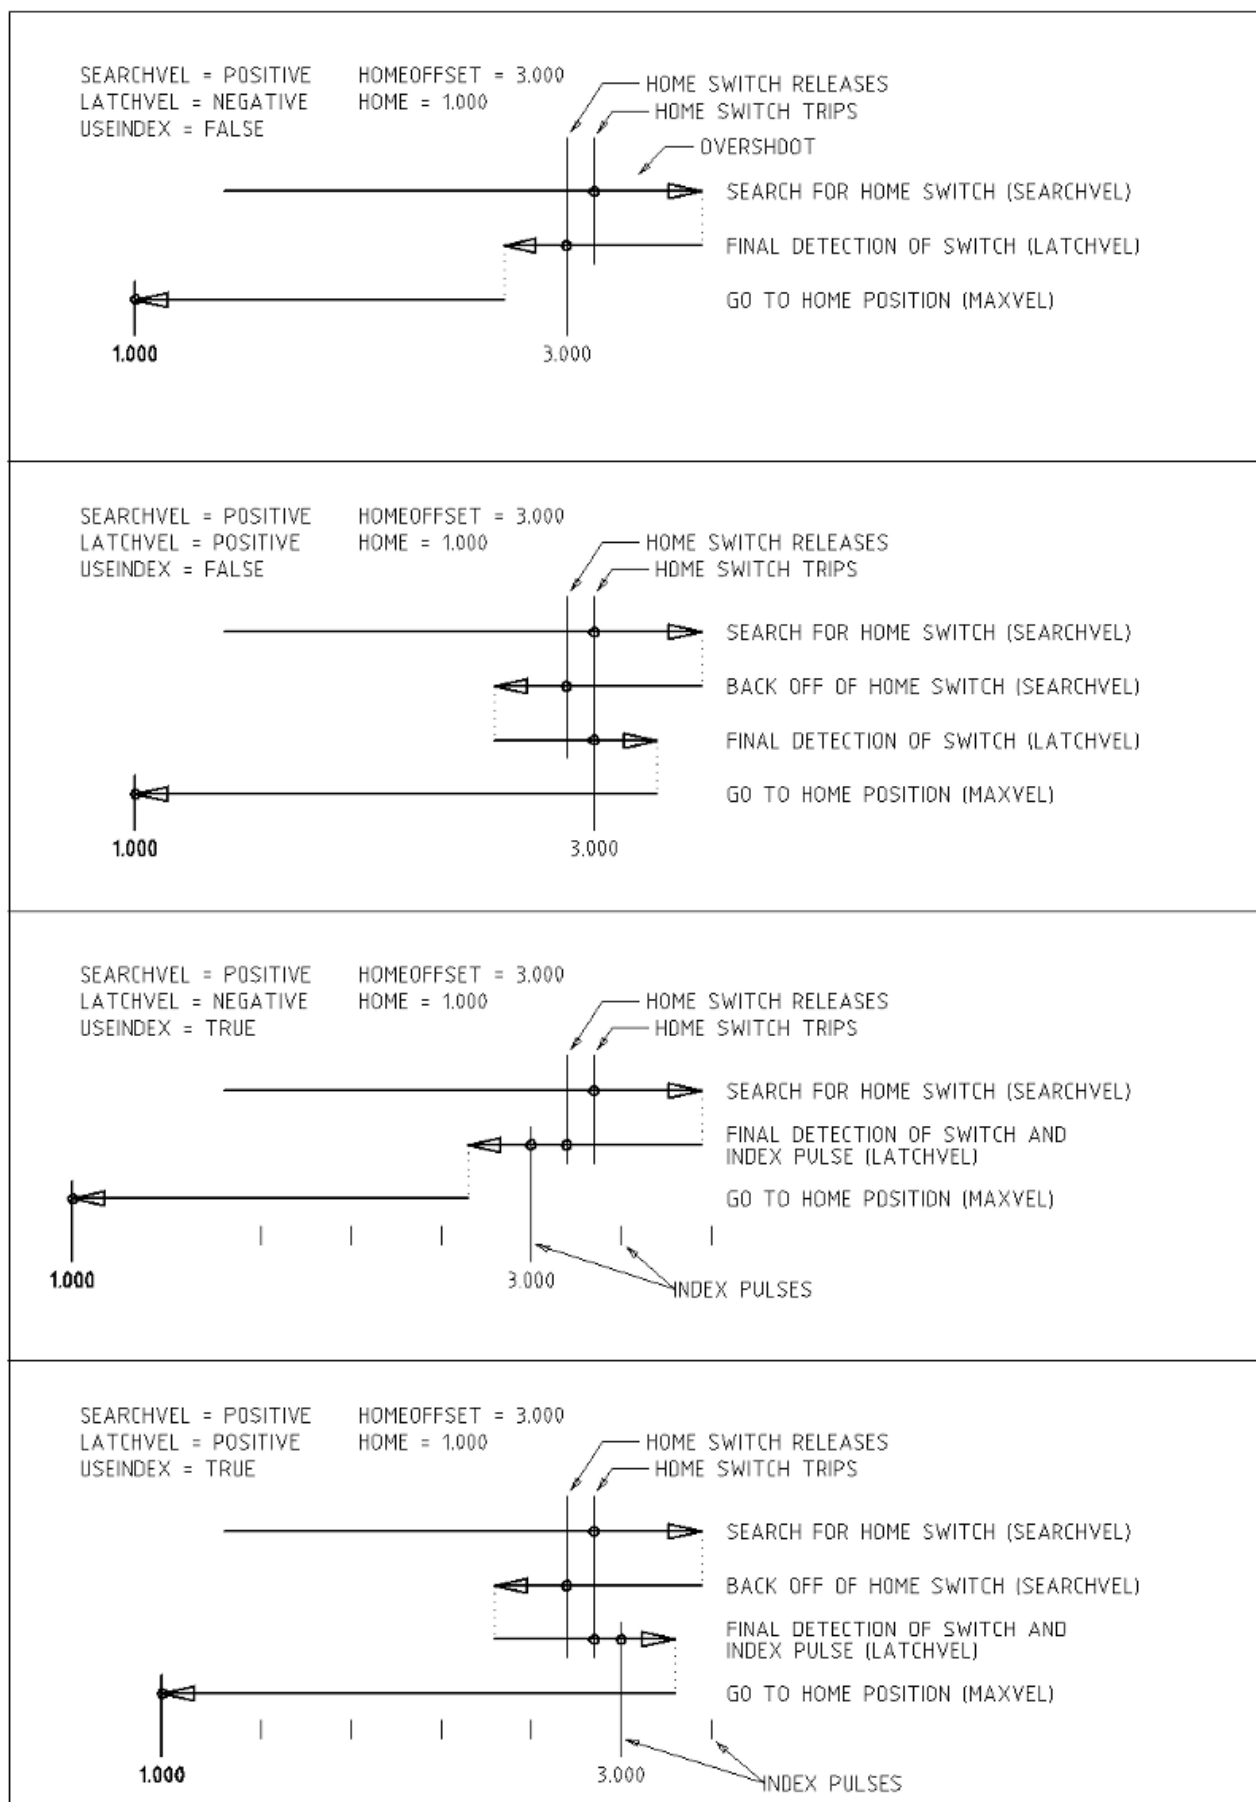 SEARCHVEL = POSITIVE HOMEOFFSET = 3.000
LATCHVEL = NEGATIVE HOME = 1.000
USEINDEX = FALSE
HOME SWITCH RELEASES
HOME SWITCH TRIPS
OVERSHOOT
SEARCH FOR HOME SWITCH (SEARCHVEL)
FINAL DETECTION OF SWITCH (LATCHVEL)
GO TO HOME POSITION (MAXVEL)
1.000 3.000
SEARCHVEL = POSITIVE HOMEOFFSET = 3.000
LATCHVEL = POSITIVE HOME = 1.000
USEINDEX = FALSE
HOME SWITCH RELEASES
HOME SWITCH TRIPS
SEARCH FOR HOME SWITCH (SEARCHVEL)
BACK OFF OF HOME SWITCH (SEARCHVEL)
FINAL DETECTION OF SWITCH (LATCHVEL)
GO TO HOME POSITION (MAXVEL)
1.000 3.000
SEARCHVEL = POSITIVE HOMEOFFSET = 3.000
LATCHVEL = NEGATIVE HOME = 1.000
USEINDEX = TRUE
HOME SWITCH RELEASES
HOME SWITCH TRIPS
SEARCH FOR HOME SWITCH (SEARCHVEL)
FINAL DETECTION OF SWITCH AND
INDEX PULSE (LATCHVEL)
GO TO HOME POSITION (MAXVEL)
1.000 3.000
INDEX PULSES
SEARCHVEL = POSITIVE HOMEOFFSET = 3.000
LATCHVEL = POSITIVE HOME = 1.000
USEINDEX = TRUE
HOME SWITCH RELEASES
HOME SWITCH TRIPS
SEARCH FOR HOME SWITCH (SEARCHVEL)
BACK OFF OF HOME SWITCH (SEARCHVEL)
FINAL DETECTION OF SWITCH AND
INDEX PULSE (LATCHVEL)
GO TO HOME POSITION (MAXVEL)
1.000 3.000
INDEX PULSES